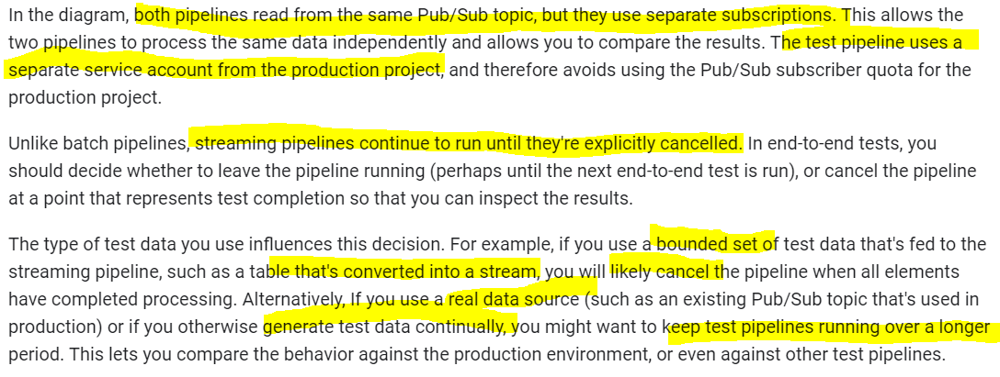 In the diagram, both pipelines read from the same Pub/Sub topic, but they use separate subscriptions. This allows the
two pipelines to process the same data independently and allows you to compare the results. The test pipeline uses a
separate service account from the production project, and therefore avoids using the Pub/Sub subscriber quota for the
production project.
Unlike batch pipelines, streaming pipelines continue to run until they're explicitly cancelled. In end-to-end tests, you
should decide whether to leave the pipeline running (perhaps until the next end-to-end test is run), or cancel the pipeline
at a point that represents test completion so that you can inspect the results.
The type of test data you use influences this decision. For example, if you use a bounded set of test data that's fed to the
streaming pipeline, such as a table that's converted into a stream, you will likely cancel the pipeline when all elements
have completed processing. Alternatively, If you use a real data source (such as an existing Pub/Sub topic that's used in
production) or if you otherwise generate test data continually, you might want to keep test pipelines running over a longer
period. This lets you compare the behavior against the production environment, or even against other test pipelines.